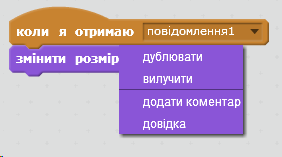 коли я отримаю повідомлення1
змінити розмір
дублювати
вилучити
додати коментар
довідка